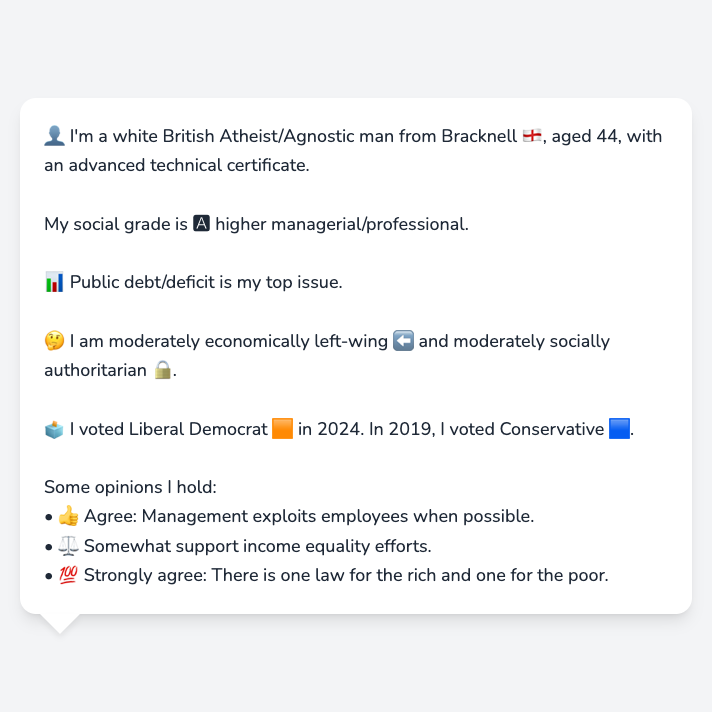 👤 I'm a white British Atheist/Agnostic man from Bracknell 🏴󠁧󠁢󠁥󠁮󠁧󠁿, aged 44, with
an advanced technical certificate.
My social grade is 🅰 higher managerial/professional.
📊 Public debt/deficit is my top issue.
🤔 I am moderately economically left-wing ⬅️ and moderately socially
authoritarian 🔒.
🗳️ I voted Liberal Democrat 🟧 in 2024. In 2019, I voted Conservative 🟦.
Some opinions I hold:
• 👍 Agree: Management exploits employees when possible.
• ⚖️ Somewhat support income equality efforts.
• 💯 Strongly agree: There is one law for the rich and one for the poor.